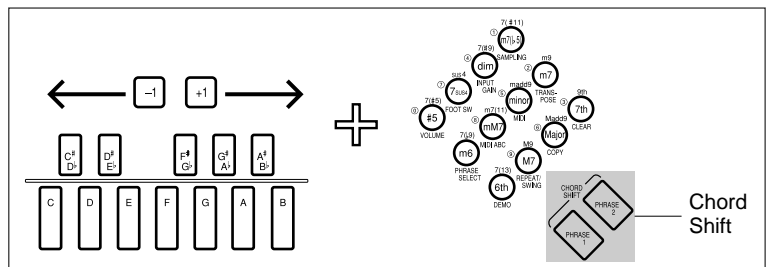 −1 +1
C♯ D♭
D♯ E♭
F♯ G♭
G♯ A♭
A♯ B♭
C D E F G A B
7(♯11)
① m7(♭5)
SAMPLING
7(♯9)
④ dim
INPUT GAIN
m9
② m7
TRANS-
POSE
SUS4
⑦ 7SUS4
FOOT SW
madd9
⑤ minor
MIDI
9th
③ 7th
CLEAR
7(♯5)
⓪ ♯5
VOLUME
m7(11)
⑧ mM7
MIDI ABC
Madd9
⑥ Major
COPY
7(♭9)
m6
PHRASE
SELECT
M9
⑨ M7
REPEAT/
SWING
7(13)
6th
DEMO
CHORD
SHIFT
PHRASE
2
PHRASE
1
Chord
Shift